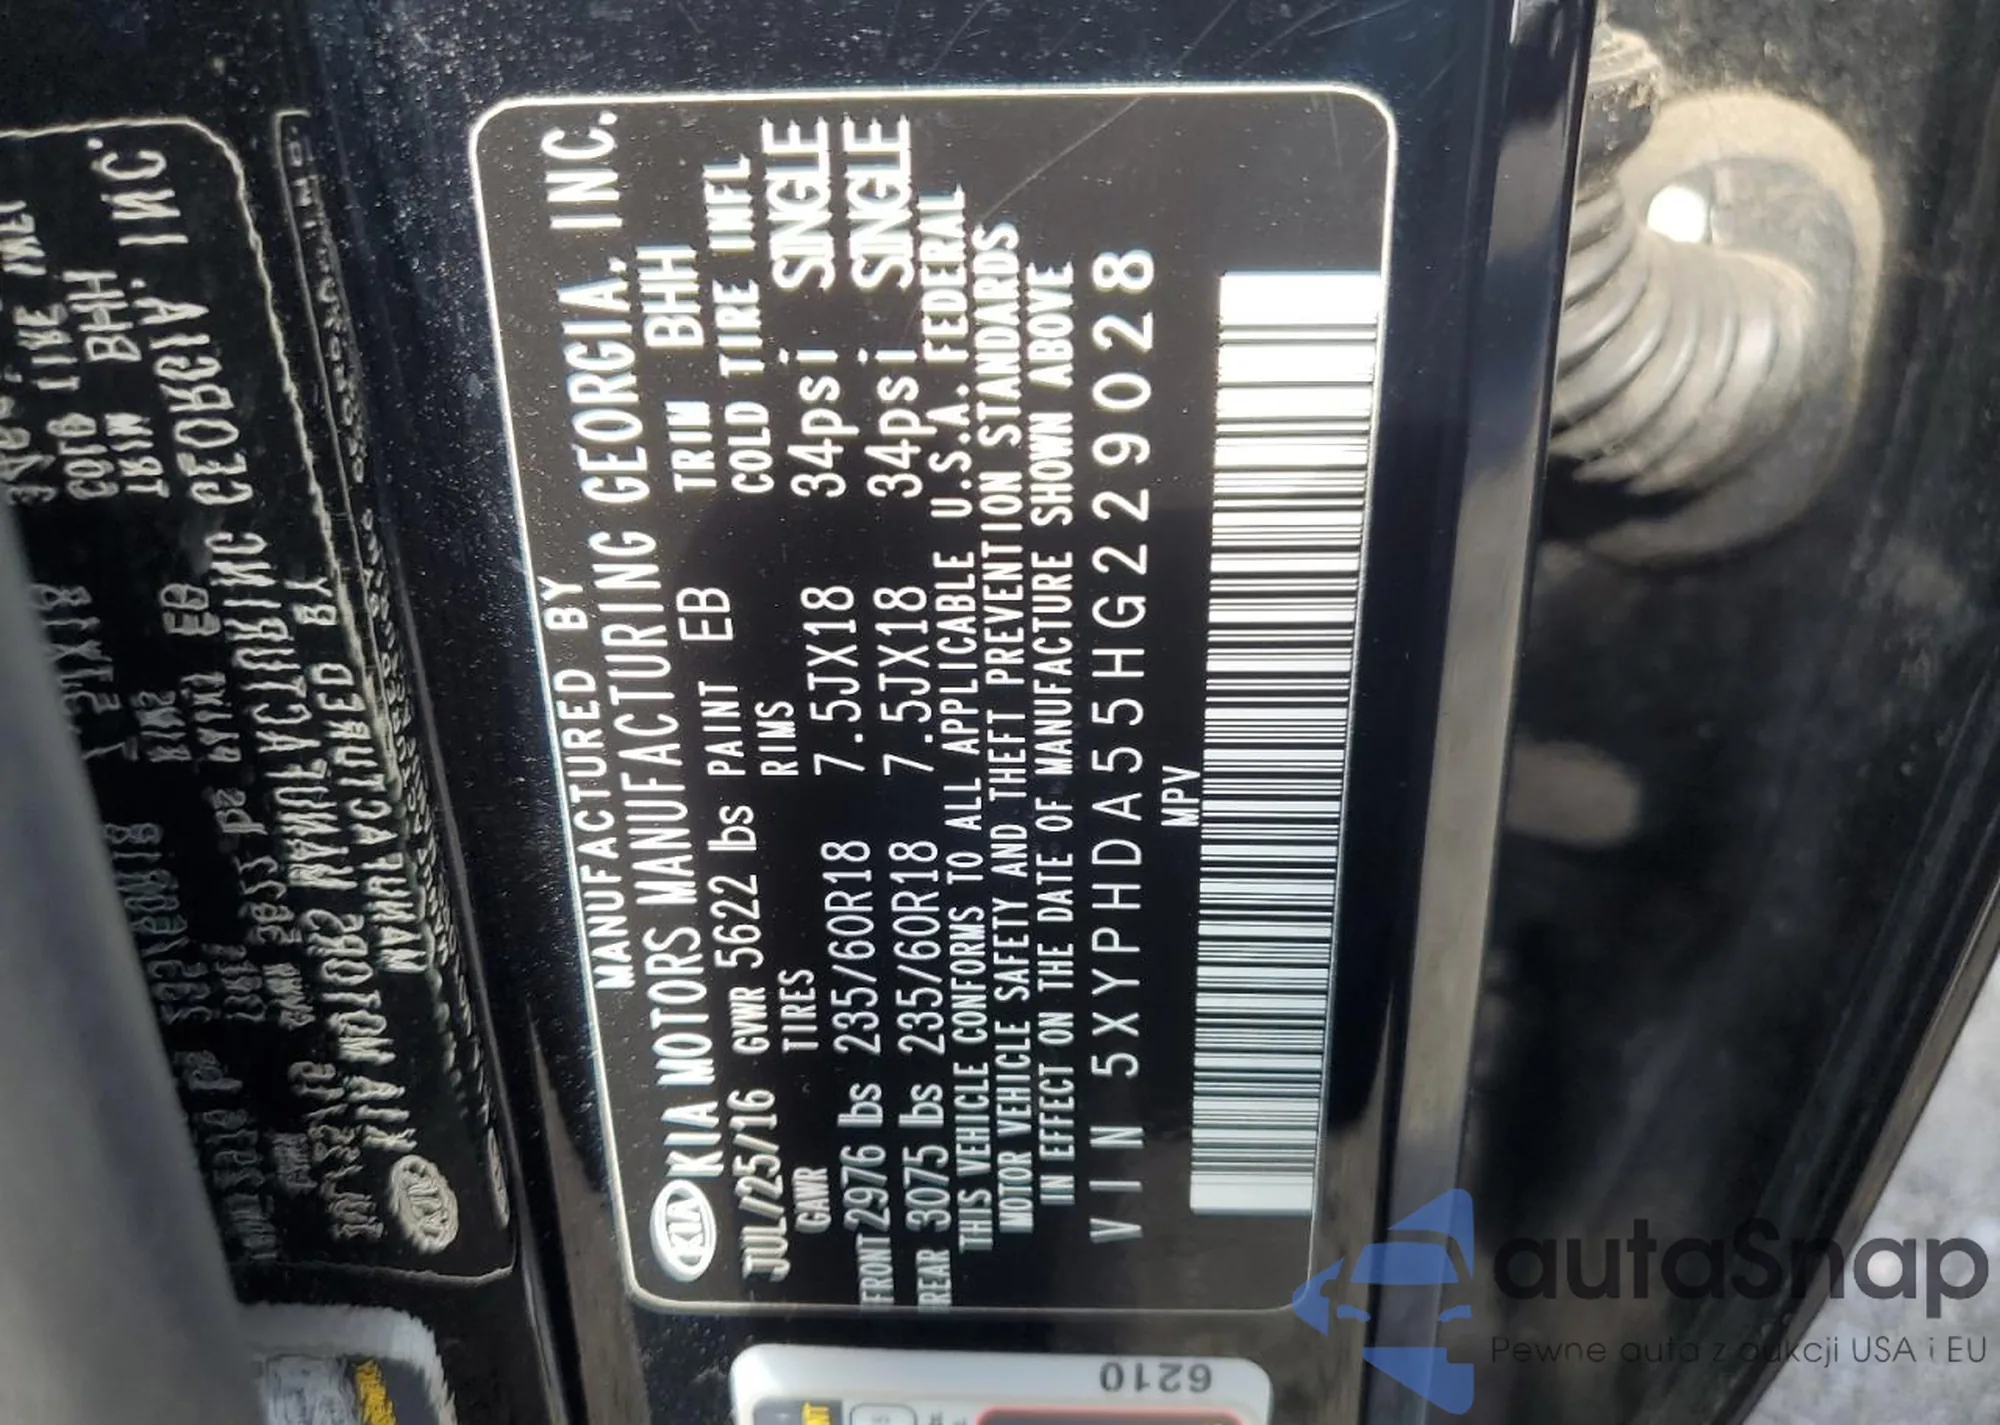 MANUFACTURED BY
KIA KIA MOTORS MANUFACTURING GEORGIA. INC.
JUL/25/16 GVWR 5622 lbs PAINT EB TRIM BHH
GAWR TIRES RIMS COLD TIRE INFL
FRONT 2976 lbs 235/60R18 7.5JX18 34psi SINGLE
REAR 3075 lbs 235/60R18 7.5JX18 34psi SINGLE
THIS VEHICLE CONFORMS TO ALL APPLICABLE U.S.A. FEDERAL
MOTOR VEHICLE SAFETY AND THEFT PREVENTION STANDARDS
IN EFFECT ON THE DATE OF MANUFACTURE SHOWN ABOVE
VIN 5XYPHDA55HG229028
MPV
6210
autaSnap
Pewne auta z aukcji USA i EU